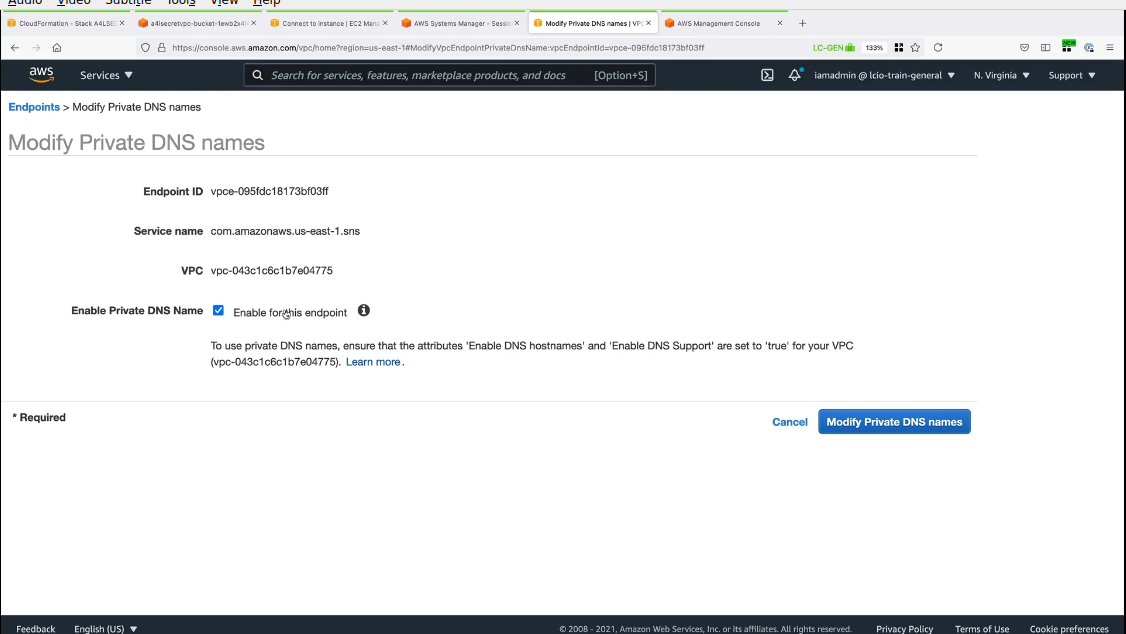 Audio Video Subtitle Tools View Help
CloudFormation - Stack A4LSEC × a4lsecretvpc-bucket-1ewb2x4l × Connect to instance | EC2 Mana × AWS Systems Manager - Sessio × Modify Private DNS names | VPC × AWS Management Console × +
https://console.aws.amazon.com/vpc/home?region=us-east-1#ModifyVpcEndpointPrivateDnsName:vpcEndpointId=vpce-095fdc18173bf03ff LC-GEN 133% NEW
aws Services Search for services, features, marketplace products, and docs [Option+S] iamadmin @ lcio-train-general N. Virginia Support
Endpoints > Modify Private DNS names
Modify Private DNS names
Endpoint ID vpce-095fdc18173bf03ff
Service name com.amazonaws.us-east-1.sns
VPC vpc-043c1c6c1b7e04775
Enable Private DNS Name Enable for this endpoint
To use private DNS names, ensure that the attributes 'Enable DNS hostnames' and 'Enable DNS Support' are set to 'true' for your VPC
(vpc-043c1c6c1b7e04775). Learn more.
* Required
Cancel Modify Private DNS names
Feedback English (US) © 2008 - 2021, Amazon Web Services, Inc. or its affiliates. All rights reserved. Privacy Policy Terms of Use Cookie preferences